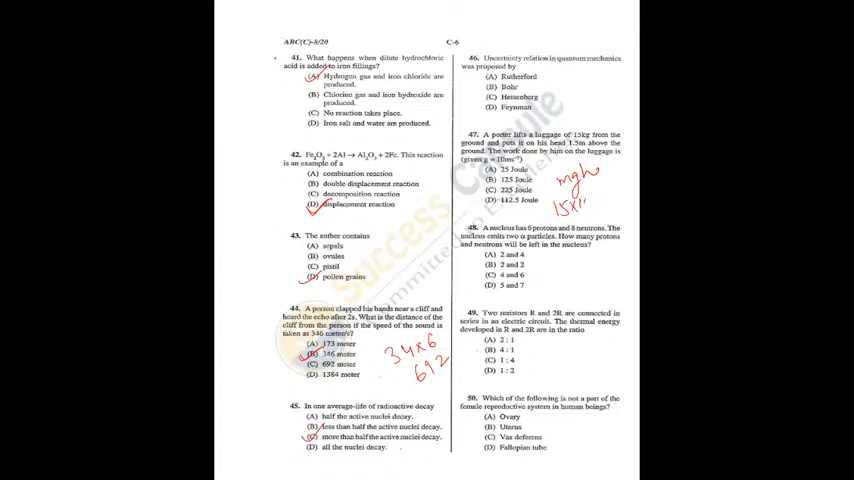 ABC(C)-8/20
C-6
41. What happens when dilute hydrochloric
acid is added to iron fillings?
(A) Hydrogen gas and iron chloride are
produced.
(B) Chlorine gas and iron hydroxide are
produced.
(C) No reaction takes place.
(D) Iron salt and water are produced.
42. Fe₂O₃ + 2Al → Al₂O₃ + 2Fe. This reaction
is an example of a
(A) combination reaction
(B) double displacement reaction
(C) decomposition reaction
(D) displacement reaction
43. The anther contains
(A) sepals
(B) ovules
(C) pistil
(D) pollen grains
44. A person clapped his hands near a cliff and
heard the echo after 2s. What is the distance of the
cliff from the person if the speed of the sound is
taken as 346 meter/s?
(A) 173 meter
(B) 346 meter
(C) 692 meter
(D) 1384 meter
34×6
692
45. In one average-life of radioactive decay
(A) half the active nuclei decay.
(B) less than half the active nuclei decay.
(C) more than half the active nuclei decay.
(D) all the nuclei decay.
46. Uncertainty relation in quantum mechanics
was proposed by
(A) Rutherford
(B) Bohr
(C) Heisenberg
(D) Feynman
47. A porter lifts a luggage of 15kg from the
ground and puts it on his head 1.5m above the
ground. The work done by him on the luggage is
(given g = 10ms⁻²)
(A) 25 Joule
(B) 125 Joule
(C) 225 Joule
(D) 112.5 Joule
mgh
15×1
48. A nucleus has 6 protons and 8 neutrons. The
nucleus emits two α particles. How many protons
and neutrons will be left in the nucleus?
(A) 2 and 4
(B) 2 and 2
(C) 4 and 6
(D) 5 and 7
49. Two resistors R and 2R are connected in
series in an electric circuit. The thermal energy
developed in R and 2R are in the ratio
(A) 2 : 1
(B) 4 : 1
(C) 1 : 4
(D) 1 : 2
50. Which of the following is not a part of the
female reproductive system in human beings?
(A) Ovary
(B) Uterus
(C) Vas deferens
(D) Fallopian tube
Success Capsule